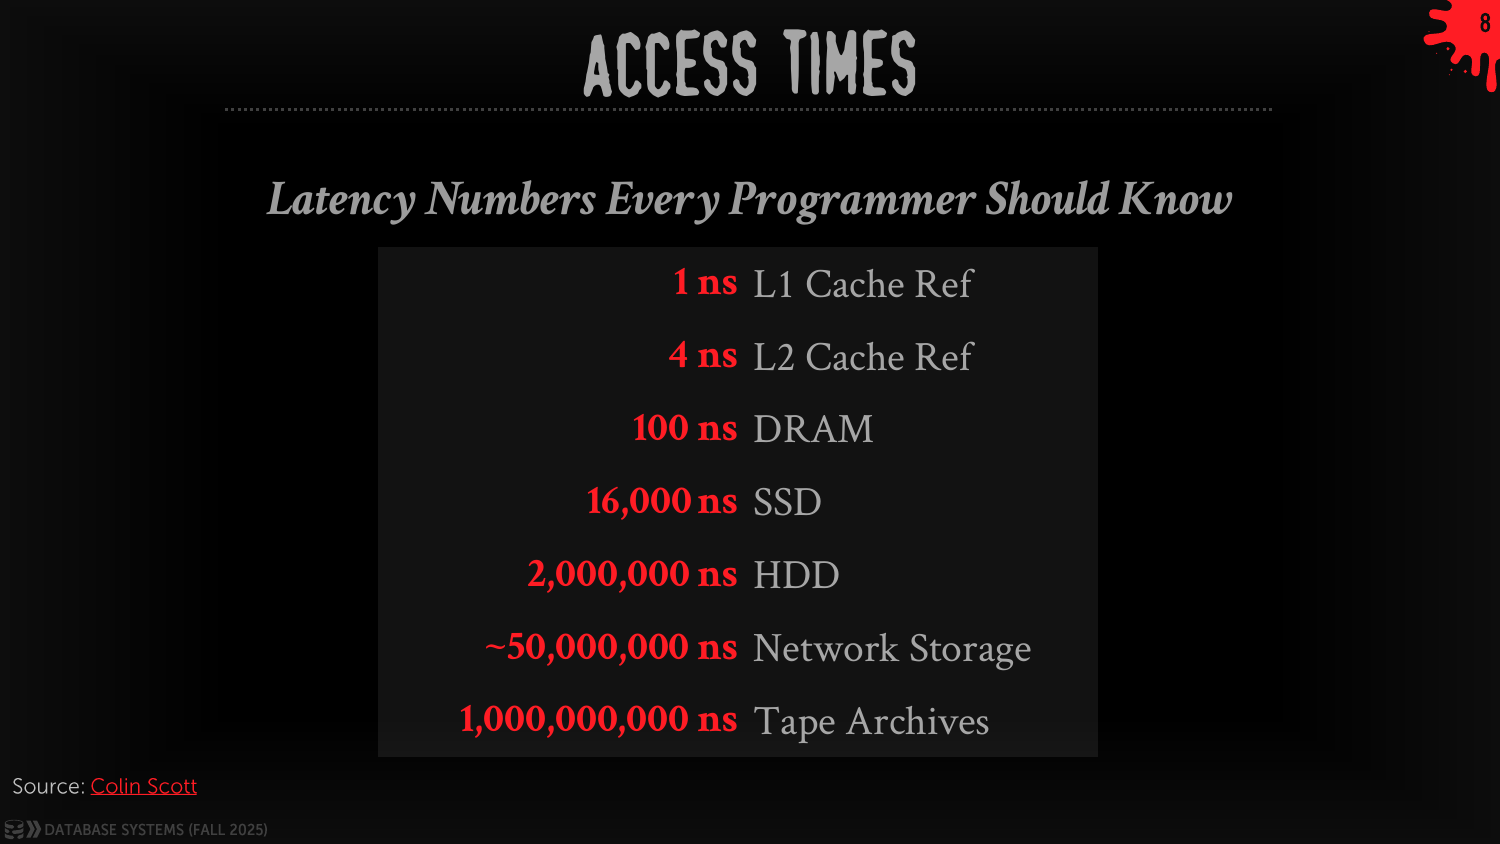 8
ACCESS TIMES
Latency Numbers Every Programmer Should Know
1 ns L1 Cache Ref
4 ns L2 Cache Ref
100 ns DRAM
16,000 ns SSD
2,000,000 ns HDD
~50,000,000 ns Network Storage
1,000,000,000 ns Tape Archives
Source: Colin Scott
DATABASE SYSTEMS (FALL 2025)